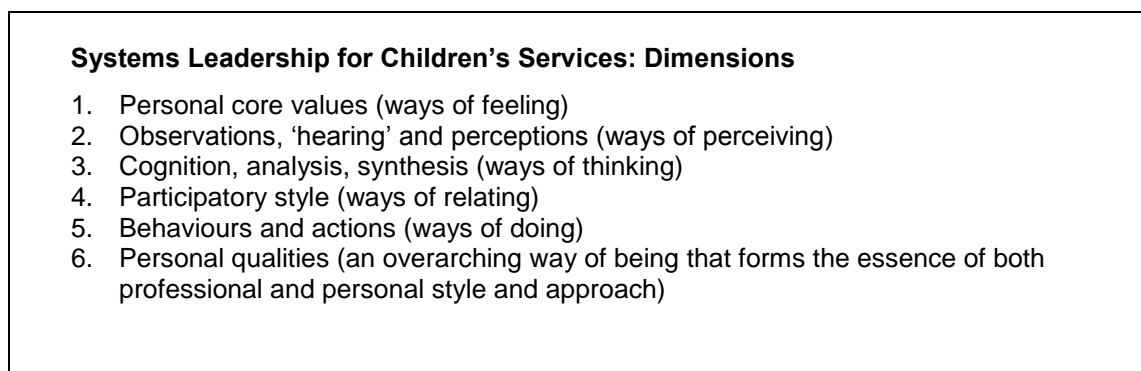 Systems Leadership for Children’s Services: Dimensions
1. Personal core values (ways of feeling)
2. Observations, ‘hearing’ and perceptions (ways of perceiving)
3. Cognition, analysis, synthesis (ways of thinking)
4. Participatory style (ways of relating)
5. Behaviours and actions (ways of doing)
6. Personal qualities (an overarching way of being that forms the essence of both
professional and personal style and approach)